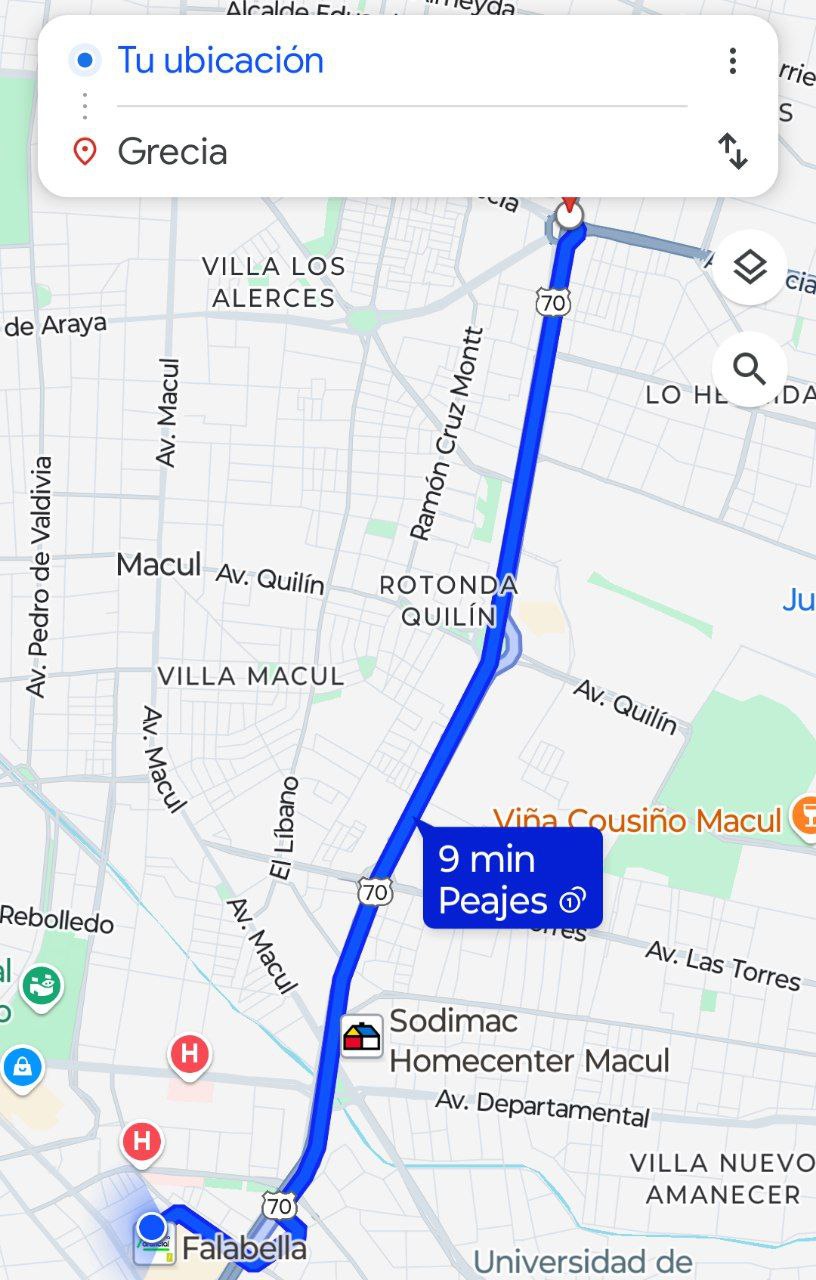 Alcalde
Tu ubicación
Grecia
VILLA LOS
ALERCES
70
de Araya
Av. Macul
Ramón Cruz Montt
Av. Pedro de Valdivia
Macul
Av. Quilín
ROTONDA
QUILÍN
VILLA MACUL
Av. Quilín
Av. Macul
El Líbano
Viña Cousiño Macul
9 min
Peajes
70
Rebolledo
Av. Macul
Av. Las Torres
Sodimac
Homecenter Macul
H
Av. Departamental
H
VILLA NUEVO
AMANECER
70
Falabella
Universidad de